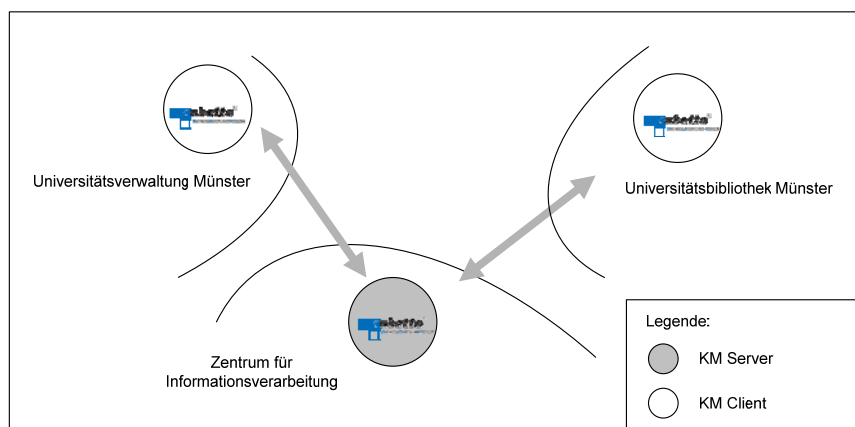 Universitätsverwaltung Münster
Universitätsbibliothek Münster
Zentrum für
Informationsverarbeitung
Legende:
KM Server
KM Client